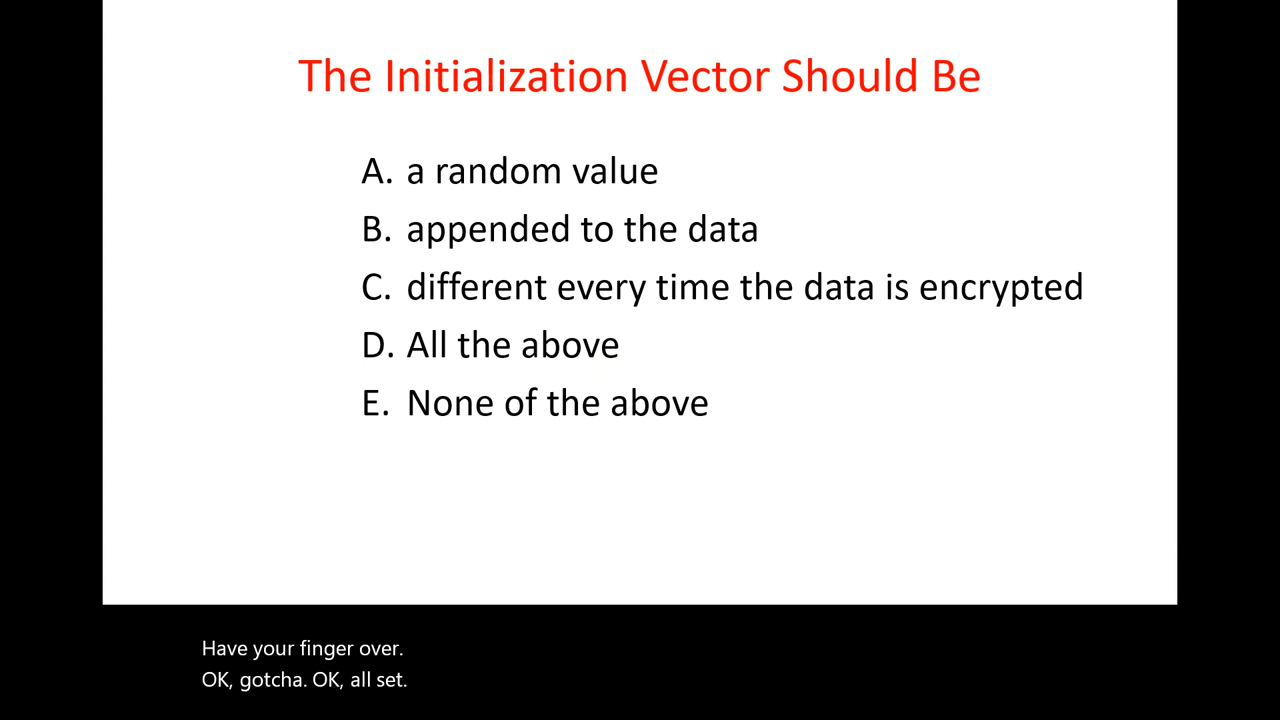 The Initialization Vector Should Be
A. a random value
B. appended to the data
C. different every time the data is encrypted
D. All the above
E. None of the above
Have your finger over.
OK, gotcha. OK, all set.